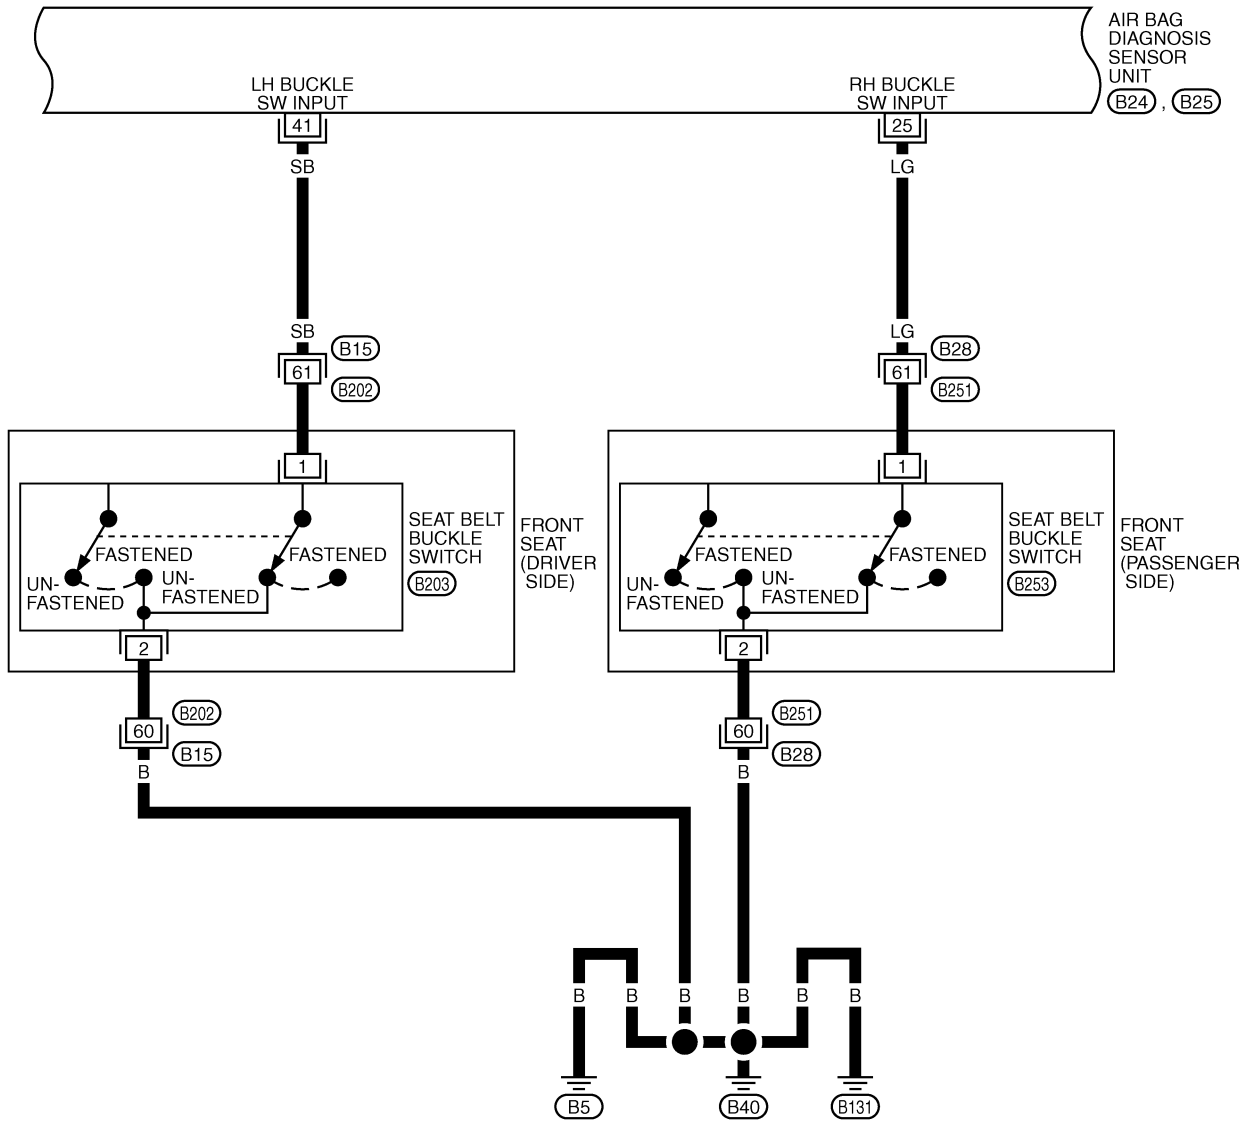 AIR BAG
DIAGNOSIS
SENSOR
UNIT
B24 , B25
LH BUCKLE
SW INPUT
RH BUCKLE
SW INPUT
41
25
SB
LG
SB
LG
B15
B28
61
61
B202
B251
1
1
SEAT BELT
BUCKLE
SWITCH
B203
FRONT
SEAT
(DRIVER
SIDE)
FASTENED
FASTENED
UN-
FASTENED
UN-
FASTENED
SEAT BELT
BUCKLE
SWITCH
B253
FRONT
SEAT
(PASSENGER
SIDE)
FASTENED
FASTENED
UN-
FASTENED
UN-
FASTENED
2
2
B202
B251
60
60
B15
B28
B
B
B B B B B B
B5
B40
B131